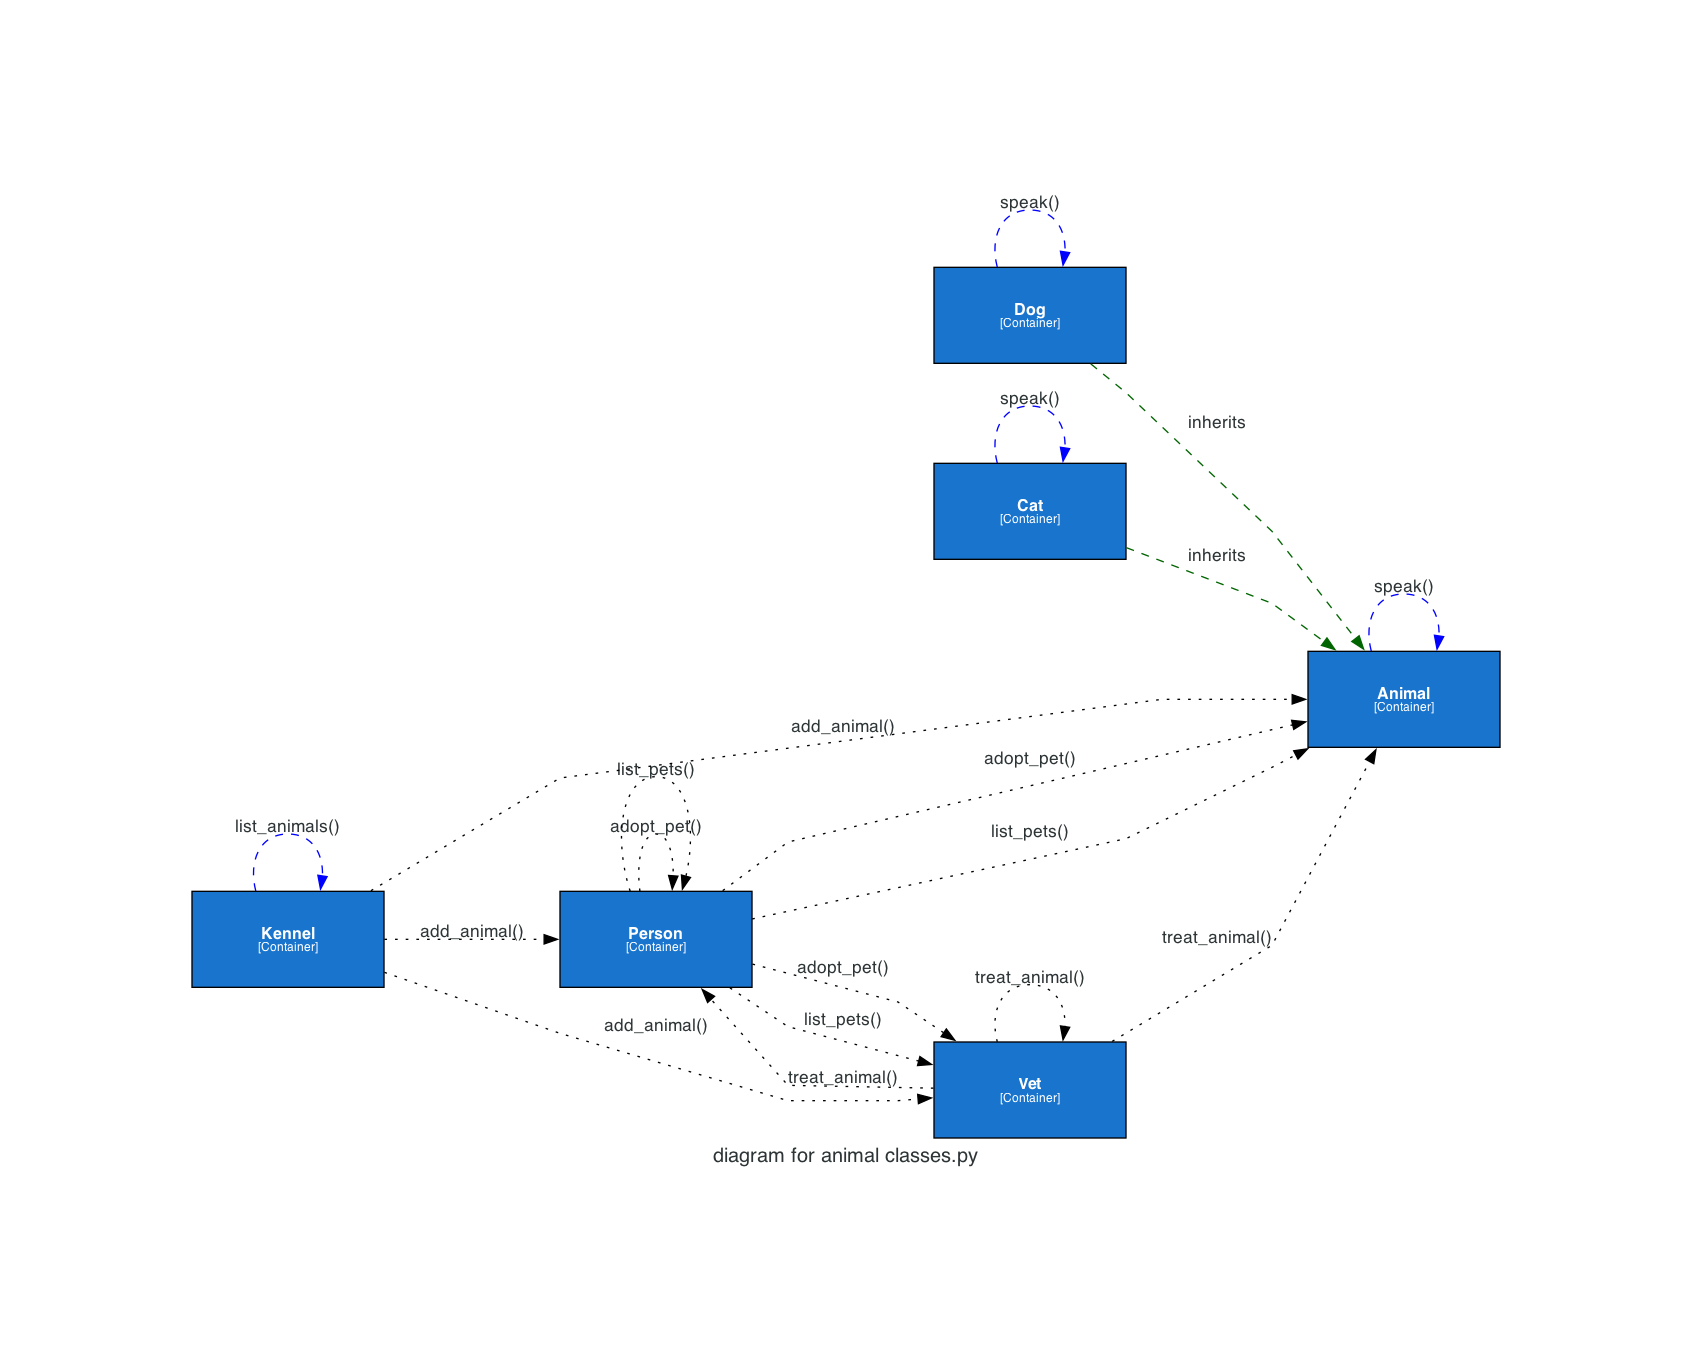 speak()
Dog
[Container]
speak()
Cat
[Container]
inherits
inherits
speak()
Animal
[Container]
add_animal()
adopt_pet()
list_pets()
list_pets()
adopt_pet()
list_animals()
Kennel
[Container]
add_animal()
Person
[Container]
treat_animal()
adopt_pet()
treat_animal()
list_pets()
add_animal()
treat_animal()
Vet
[Container]
diagram for animal classes.py